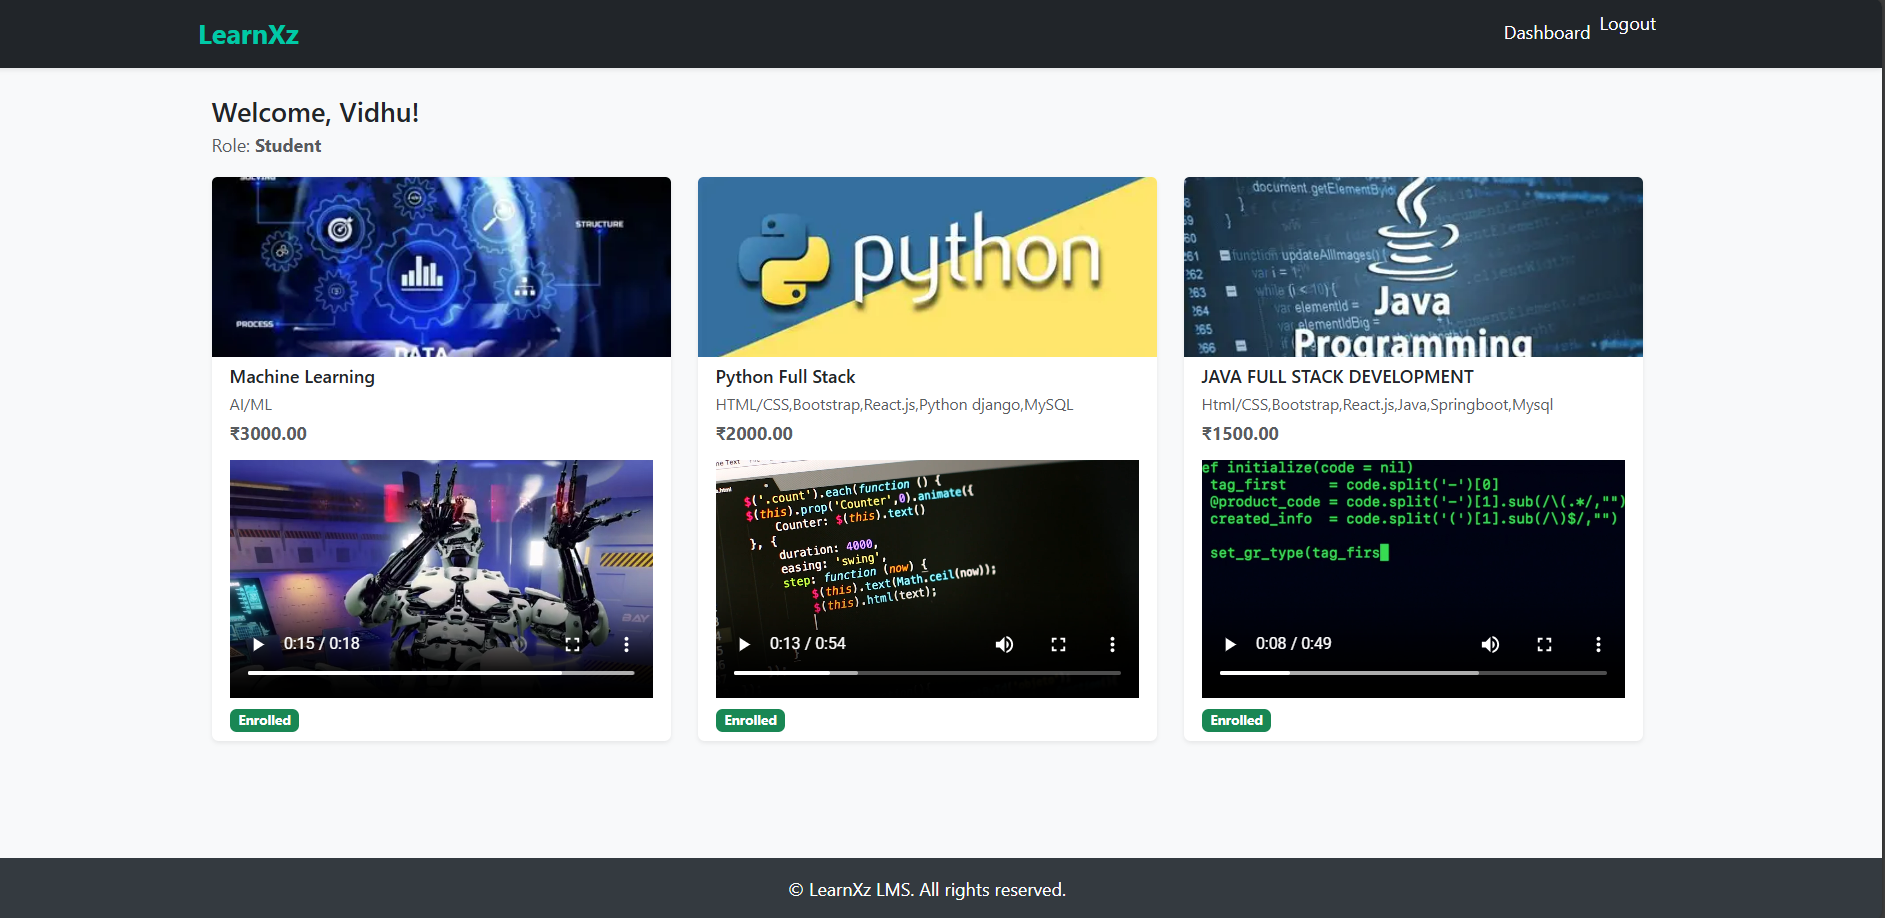 LearnXz
Dashboard
Logout
Welcome, Vidhu!
Role: Student
STRUCTURE
PROCESS
DATA
Machine Learning
AI/ML
₹3000.00
BAY
0:15 / 0:18
Enrolled
python
Python Full Stack
HTML/CSS,Bootstrap,React.js,Python django,MySQL
₹2000.00
$('.count').each(function () {
$(this).prop('Counter',0).animate({
Counter: $(this).text()
}, {
duration: 4000,
easing: 'swing',
step: function (now) {
$(this).text(Math.ceil(now));
$(this).html(text);
0:13 / 0:54
Enrolled
document.getElementById
function updateAllImages() {
var i = 1;
while (i < 10) {
var elementId =
var elementIdBig =
Java
Programming
JAVA FULL STACK DEVELOPMENT
Html/CSS,Bootstrap,React.js,Java,Springboot,Mysql
₹1500.00
ef initialize(code = nil)
tag_first = code.split('-')[0]
@product_code = code.split('-')[1].sub(/\(.*/,"")
created_info = code.split('(')[1].sub(/\)$/,"")
set_gr_type(tag_firs
0:08 / 0:49
Enrolled
© LearnXz LMS. All rights reserved.